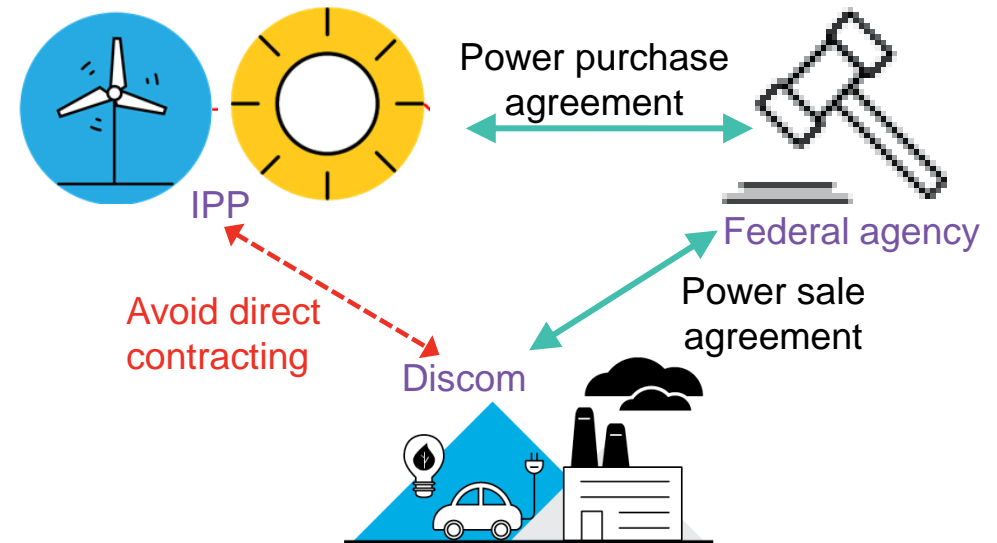 Power purchase
agreement
IPP
Federal agency
Avoid direct
contracting
Power sale
agreement
Discom